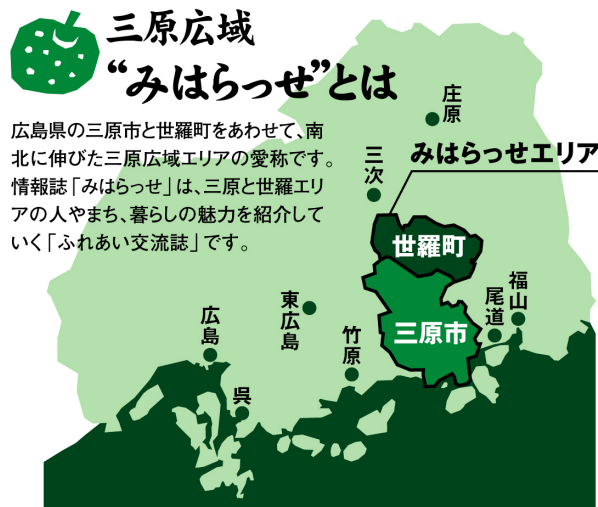 三原広域
“みはらっせ”とは
広島県の三原市と世羅町をあわせて、南
北に伸びた三原広域エリアの愛称です。
情報誌「みはらっせ」は、三原と世羅エリ
アの人やまち、暮らしの魅力を紹介して
いく「ふれあい交流誌」です。
庄原
三次
みはらっせエリア
世羅町
福山
尾道
三原市
東広島
竹原
広島
呉